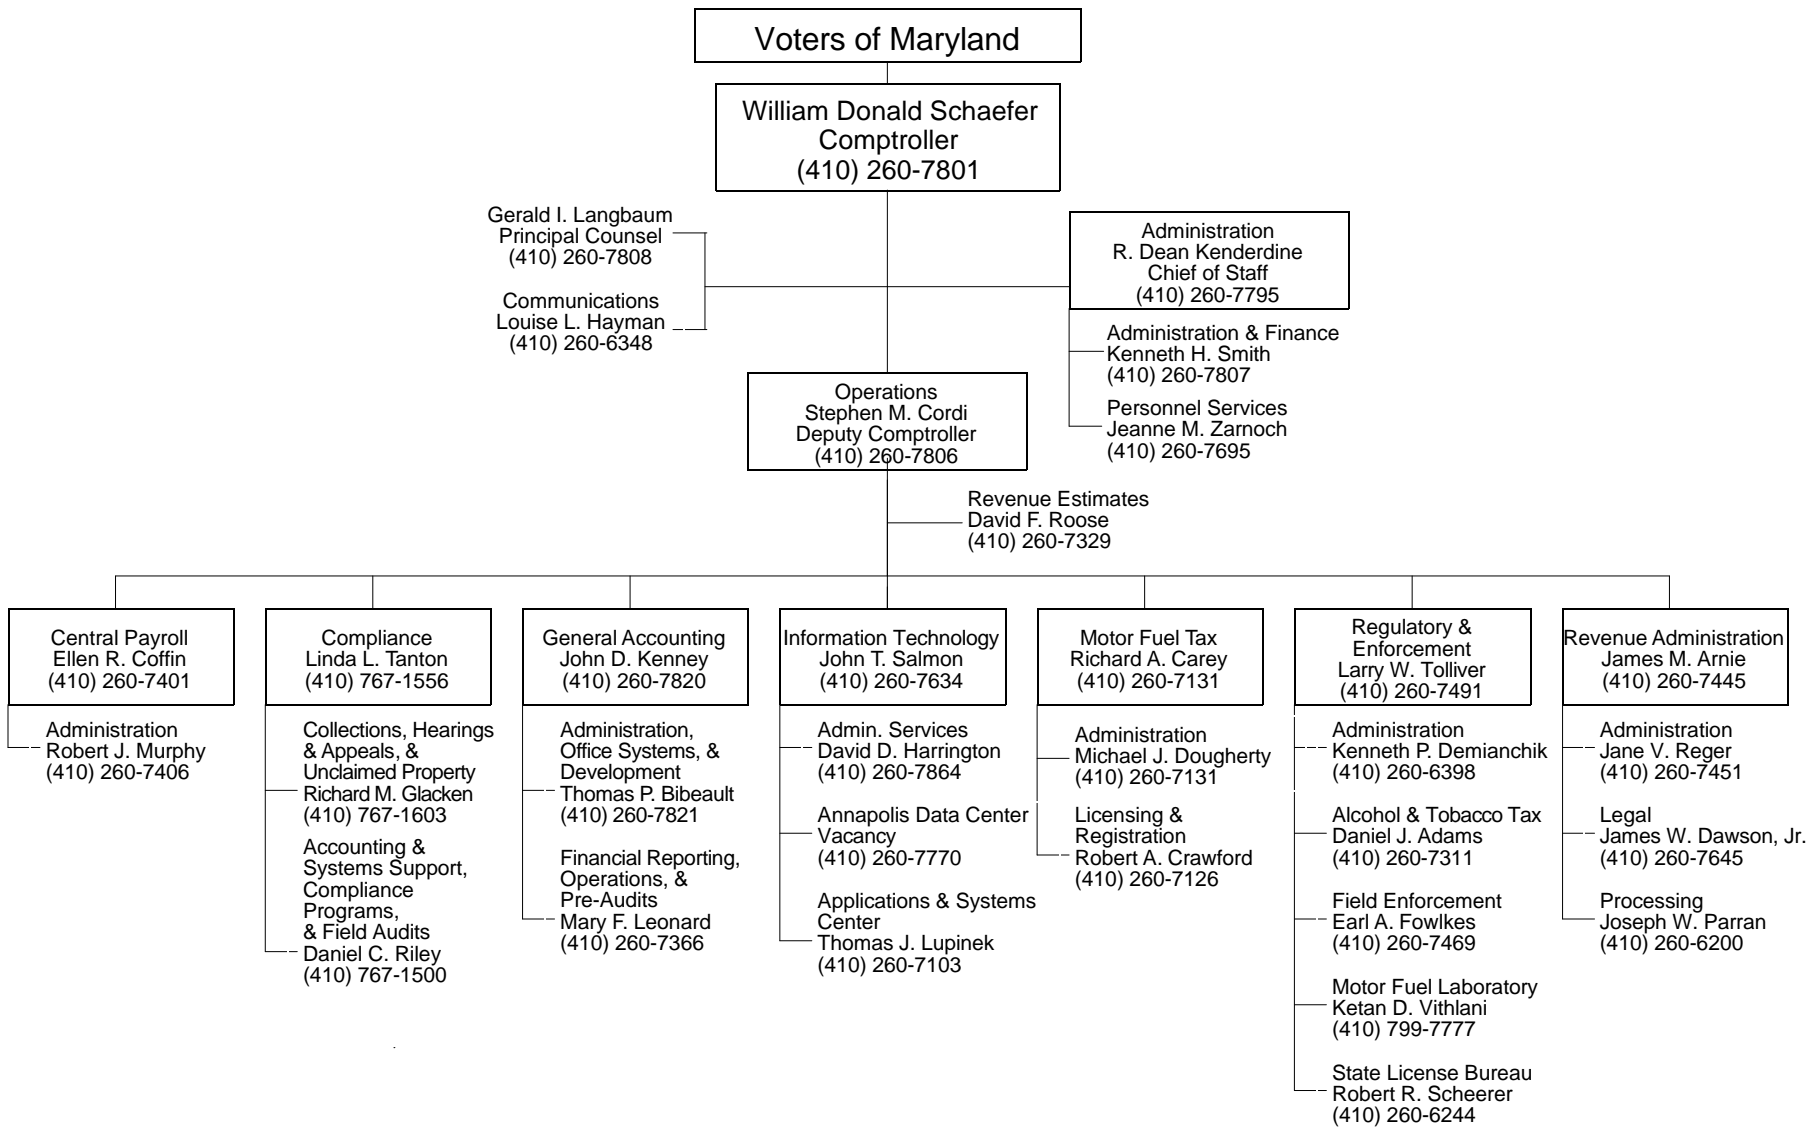 Voters of Maryland
William Donald Schaefer
Comptroller
(410) 260-7801
Gerald I. Langbaum
Principal Counsel
(410) 260-7808
Communications
Louise L. Hayman
(410) 260-6348
Administration
R. Dean Kenderdine
Chief of Staff
(410) 260-7795
Administration & Finance
Kenneth H. Smith
(410) 260-7807
Personnel Services
Jeanne M. Zarnoch
(410) 260-7695
Operations
Stephen M. Cordi
Deputy Comptroller
(410) 260-7806
Revenue Estimates
David F. Roose
(410) 260-7329
Central Payroll
Ellen R. Coffin
(410) 260-7401
Administration
Robert J. Murphy
(410) 260-7406
Compliance
Linda L. Tanton
(410) 767-1556
Collections, Hearings
& Appeals, &
Unclaimed Property
Richard M. Glacken
(410) 767-1603
Accounting &
Systems Support,
Compliance
Programs,
& Field Audits
Daniel C. Riley
(410) 767-1500
General Accounting
John D. Kenney
(410) 260-7820
Administration,
Office Systems, &
Development
Thomas P. Bibeault
(410) 260-7821
Financial Reporting,
Operations, &
Pre-Audits
Mary F. Leonard
(410) 260-7366
Information Technology
John T. Salmon
(410) 260-7634
Admin. Services
David D. Harrington
(410) 260-7864
Annapolis Data Center
Vacancy
(410) 260-7770
Applications & Systems
Center
Thomas J. Lupinek
(410) 260-7103
Motor Fuel Tax
Richard A. Carey
(410) 260-7131
Administration
Michael J. Dougherty
(410) 260-7131
Licensing &
Registration
Robert A. Crawford
(410) 260-7126
Regulatory &
Enforcement
Larry W. Tolliver
(410) 260-7491
Administration
Kenneth P. Demianchik
(410) 260-6398
Alcohol & Tobacco Tax
Daniel J. Adams
(410) 260-7311
Field Enforcement
Earl A. Fowlkes
(410) 260-7469
Motor Fuel Laboratory
Ketan D. Vithlani
(410) 799-7777
State License Bureau
Robert R. Scheerer
(410) 260-6244
Revenue Administration
James M. Arnie
(410) 260-7445
Administration
Jane V. Reger
(410) 260-7451
Legal
James W. Dawson, Jr.
(410) 260-7645
Processing
Joseph W. Parran
(410) 260-6200